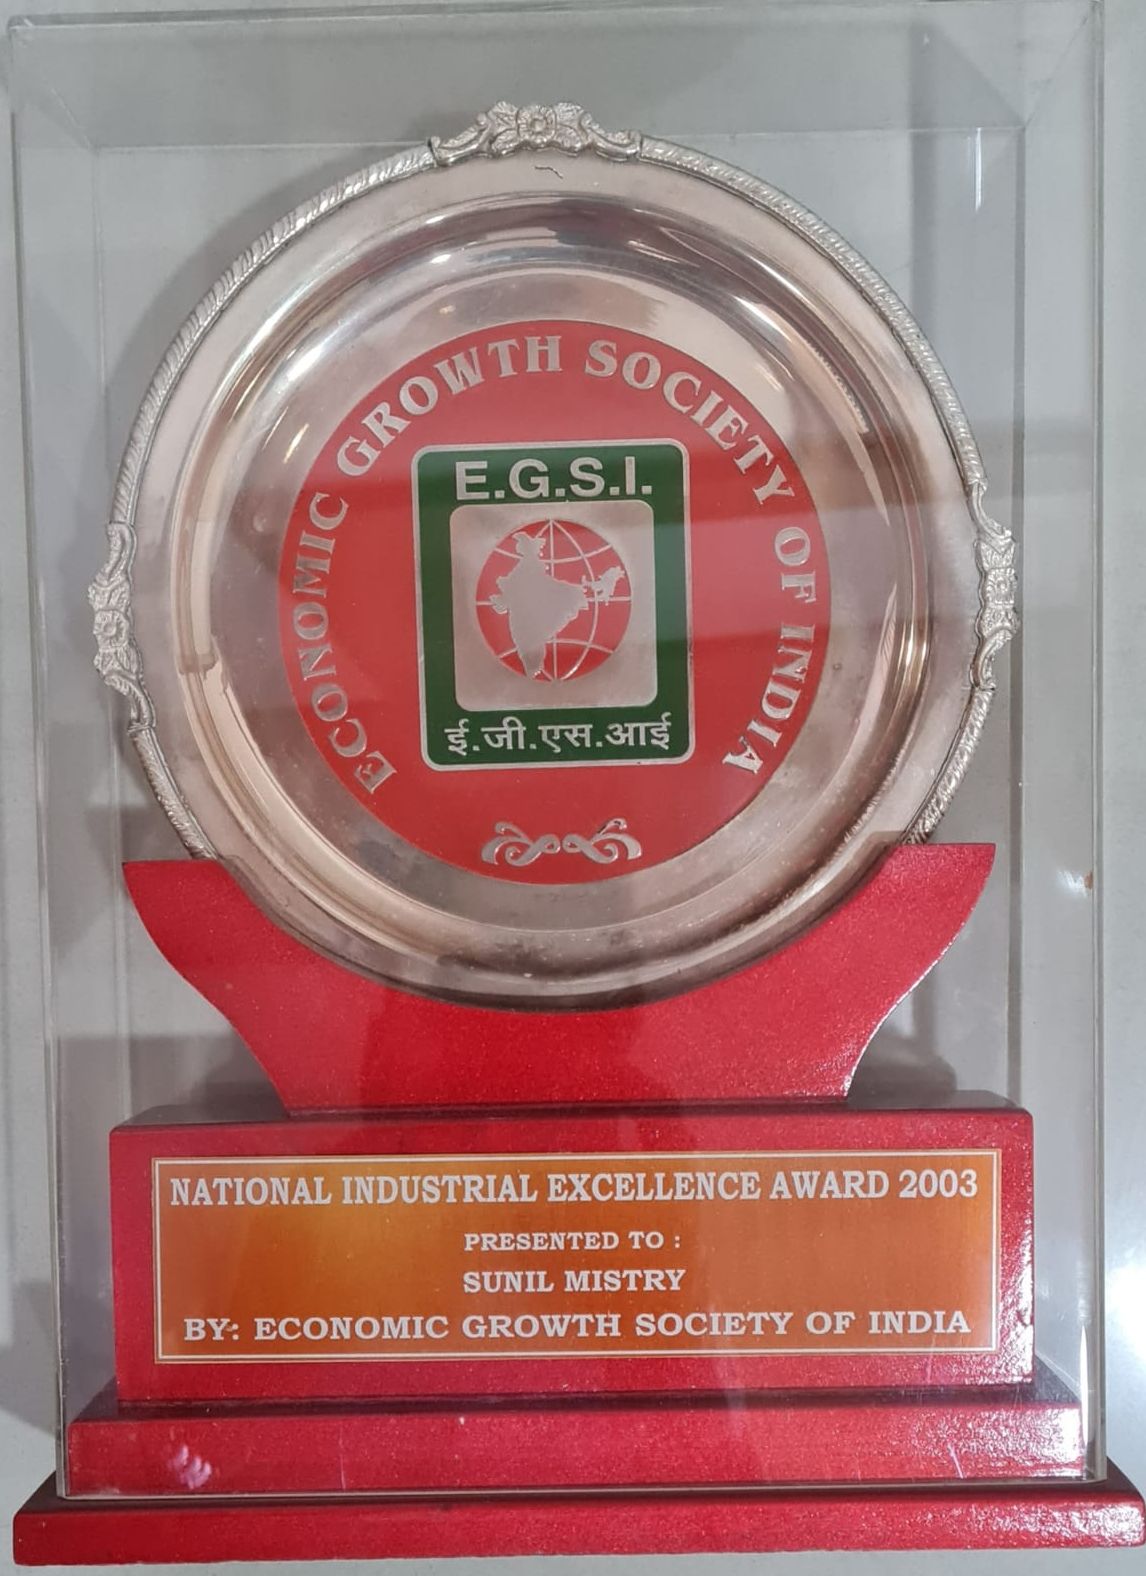 ECONOMIC GROWTH SOCIETY OF INDIA
E.G.S.I.
ई.जी.एस.आई
NATIONAL INDUSTRIAL EXCELLENCE AWARD 2003
PRESENTED TO :
SUNIL MISTRY
BY: ECONOMIC GROWTH SOCIETY OF INDIA